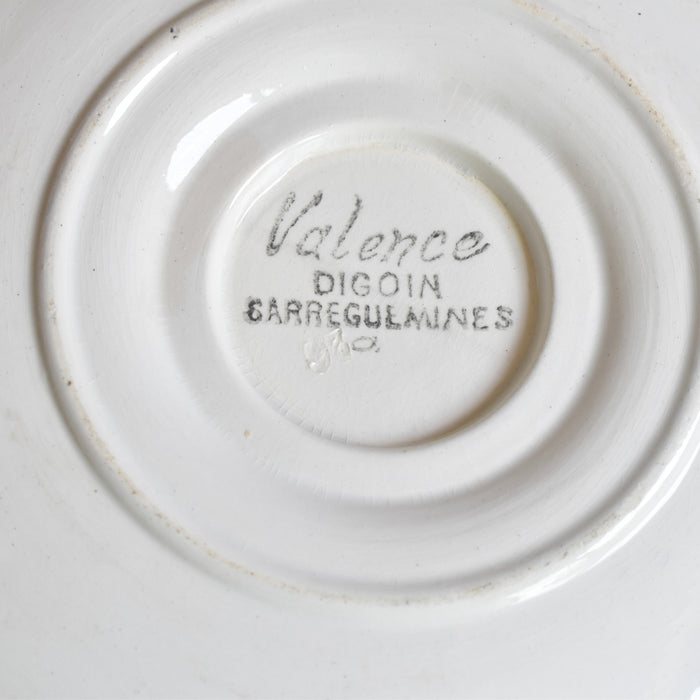 Valence
DIGOIN
SARREGUEMINES
a